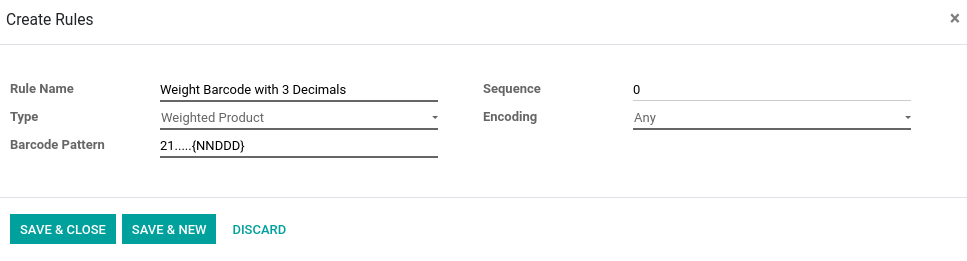 Create Rules ×
Rule Name Weight Barcode with 3 Decimals Sequence 0
Type Weighted Product Encoding Any
Barcode Pattern 21.....{NNDDD}
SAVE & CLOSE SAVE & NEW DISCARD